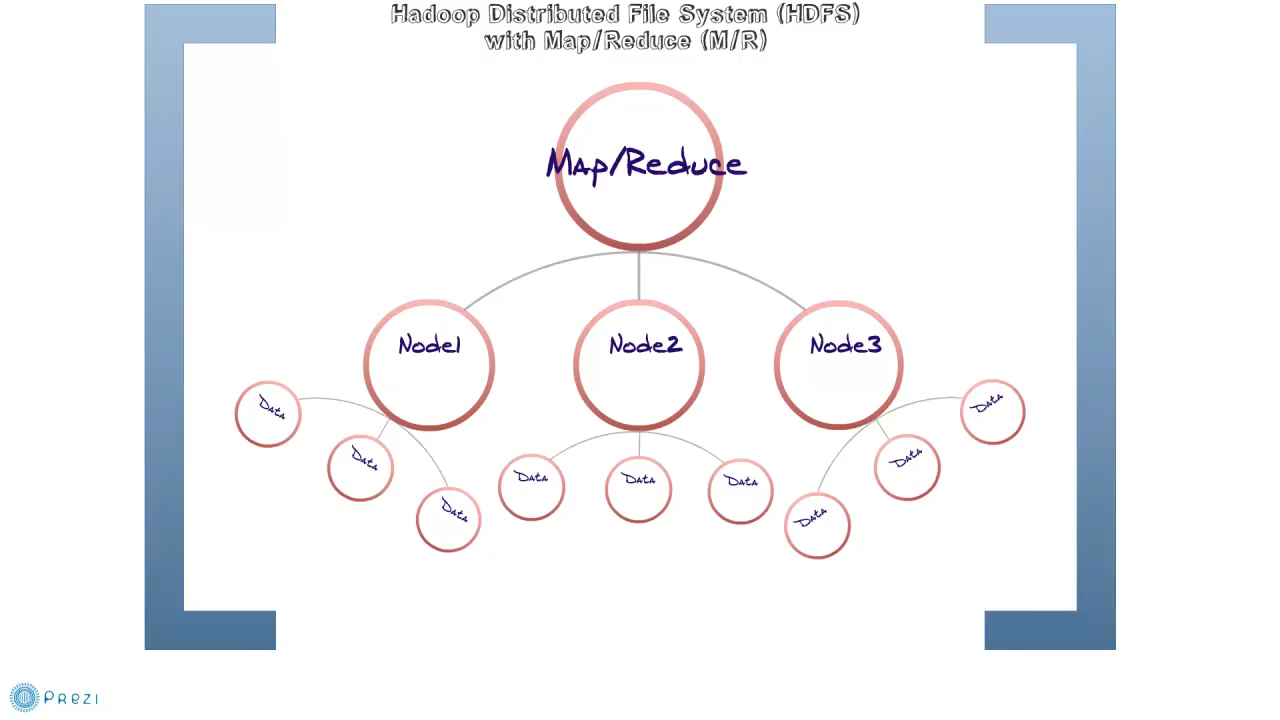 Hadoop Distributed File System (HDFS)
with Map/Reduce (M/R)
Map/Reduce
Node1
Node2
Node3
Data
Data
Data
Data
Data
Data
Data
Data
Data
Prezi